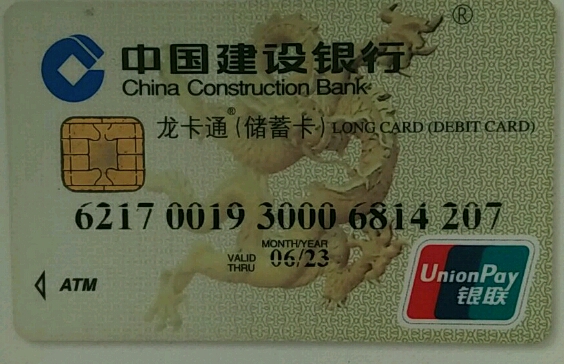 ®
中国建设银行
China Construction Bank
龙卡通®(储蓄卡) LONG CARD (DEBIT CARD)
6217 0019 3000 6814 207
MONTH/YEAR
VALID THRU 06/23
ATM
UnionPay
银联